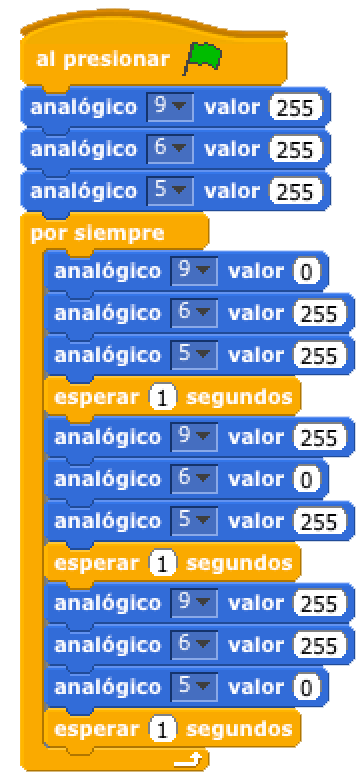 al presionar
analógico 9 valor 255
analógico 6 valor 255
analógico 5 valor 255
por siempre
analógico 9 valor 0
analógico 6 valor 255
analógico 5 valor 255
esperar 1 segundos
analógico 9 valor 255
analógico 6 valor 0
analógico 5 valor 255
esperar 1 segundos
analógico 9 valor 255
analógico 6 valor 255
analógico 5 valor 0
esperar 1 segundos